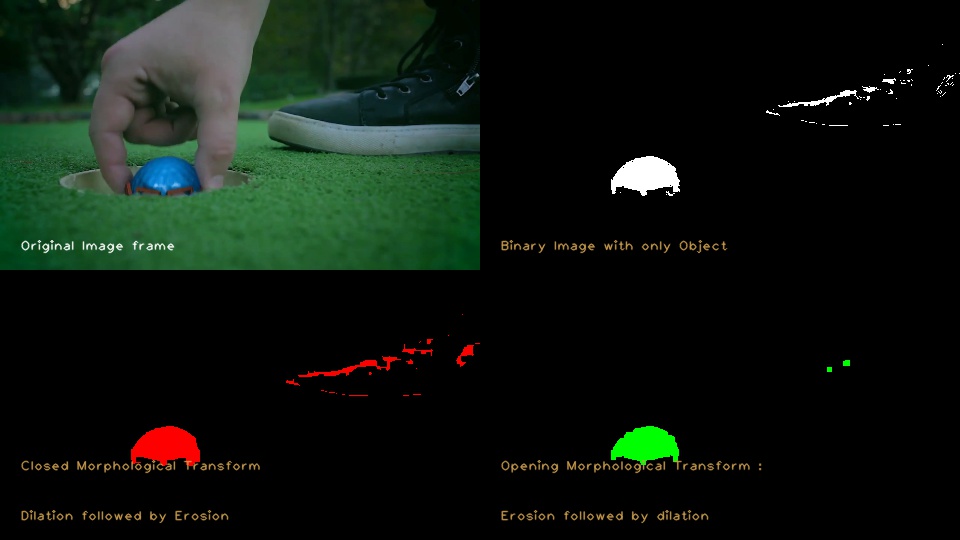 Original Image frame
Binary Image with only Object
Closed Morphological Transform
Dilation followed by Erosion
Opening Morphological Transform :
Erosion followed by dilation